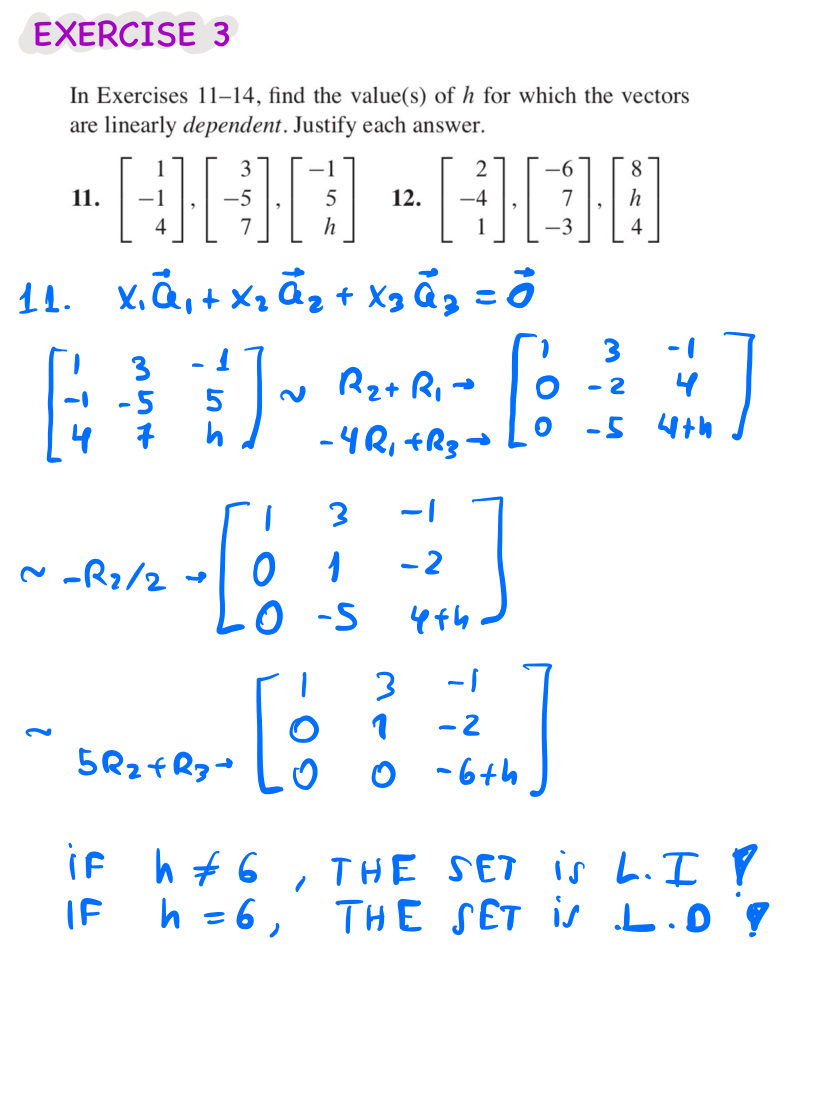 EXERCISE 3
In Exercises 11–14, find the value(s) of h for which the vectors
are linearly dependent. Justify each answer.
11. [1 -1 4], [3 -5 7], [-1 5 h] 12. [2 -4 1], [-6 7 -3], [8 h 4]
11. x₁a⃗₁ + x₂a⃗₂ + x₃a⃗₃ = 0⃗
[1 3 -1
-1 -5 5
4 7 h] ~ R₂ + R₁ → -4R₁ + R₃ → [1 3 -1
0 -2 4
0 -5 4+h]
~ -R₂/2 → [1 3 -1
0 1 -2
0 -5 4+h]
~ 5R₂ + R₃ → [1 3 -1
0 1 -2
0 0 -6+h]
iF h ≠ 6, THE SET is L.I !
IF h = 6, THE SET is L.D !